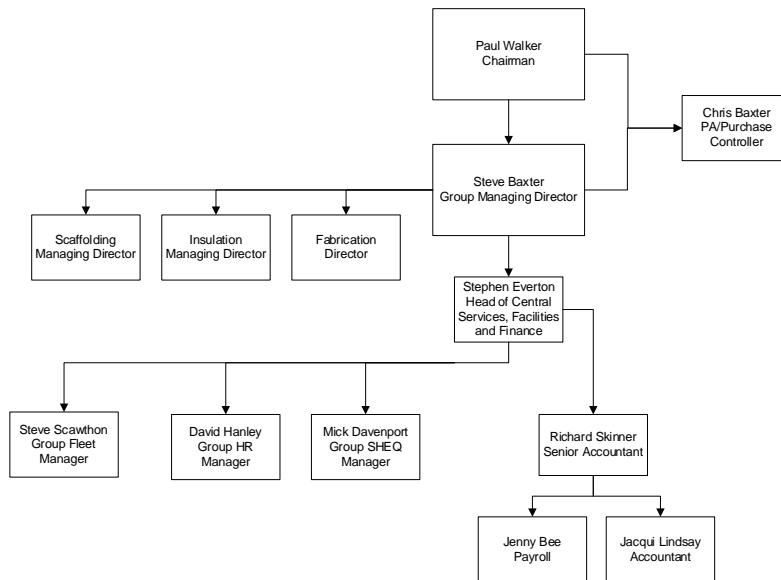 Paul Walker
Chairman
Chris Baxter
PA/Purchase
Controller
Steve Baxter
Group Managing Director
Scaffolding
Managing Director
Insulation
Managing Director
Fabrication
Director
Stephen Everton
Head of Central
Services, Facilities
and Finance
Steve Scawthon
Group Fleet
Manager
David Hanley
Group HR
Manager
Mick Davenport
Group SHEQ
Manager
Richard Skinner
Senior Accountant
Jenny Bee
Payroll
Jacqui Lindsay
Accountant